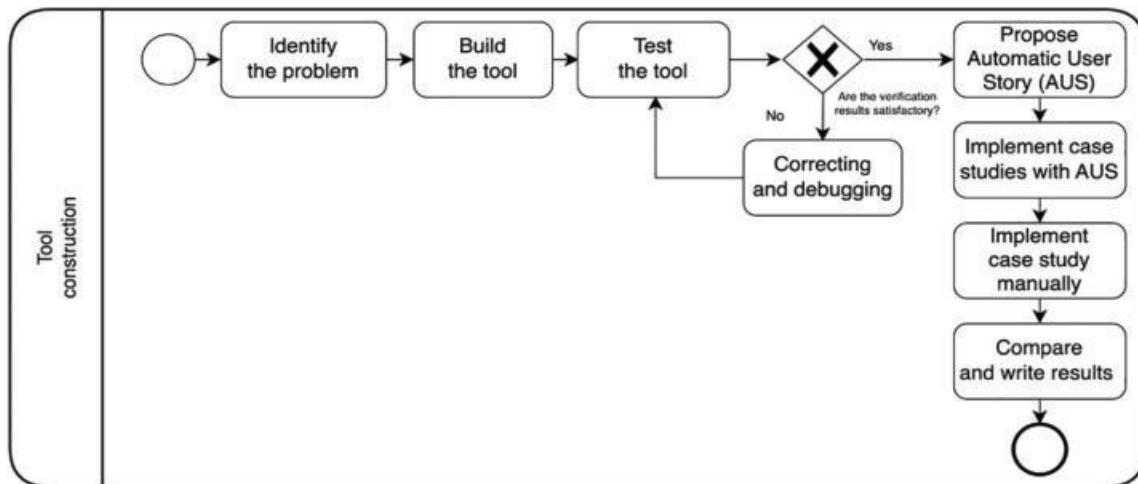 Tool
construction
Identify
the problem
Build
the tool
Test
the tool
Yes
Are the verification
results satisfactory?
No
Correcting
and debugging
Propose
Automatic User
Story (AUS)
Implement case
studies with AUS
Implement
case study
manually
Compare
and write results